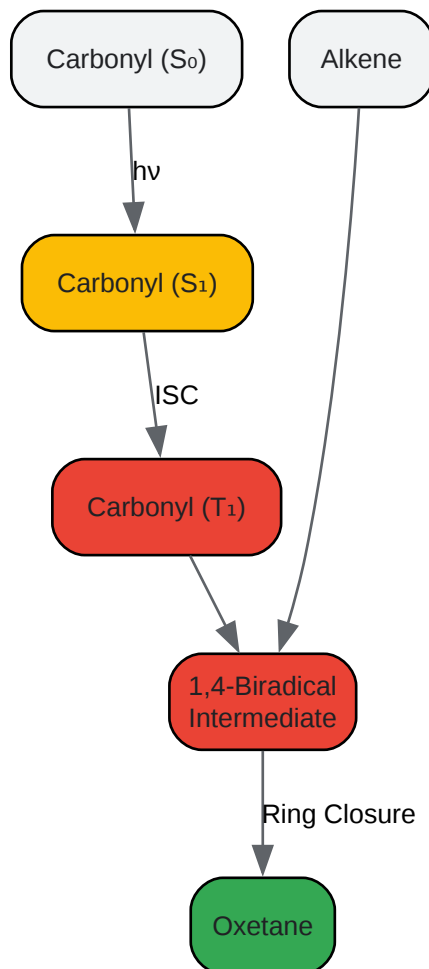 Carbonyl (S₀)
Alkene
hν
Carbonyl (S₁)
ISC
Carbonyl (T₁)
1,4-Biradical
Intermediate
Ring Closure
Oxetane